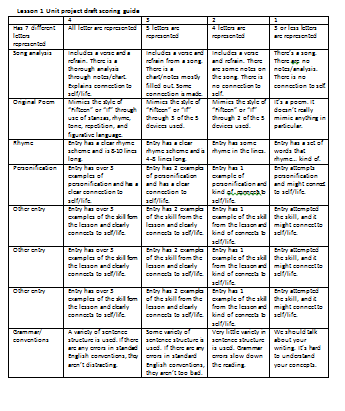 Lesson 1 Unit project draft scoring guide
4 3 2 1
Has 7 different All letter are represented 5 letters are 4 letters are 3 or less letters
letters represented represented are represented
represented
Song analysis Includes a verse and Includes a verse and Includes a verse There's a song.
refrain. There is a refrain from a song. and refrain. There There are no
thorough analysis There is a are some notes on notes/analysis.
through notes/chart. chart/notes mostly the song. There is There is no
Explains connection to filled out. Some no connection to connection to
self/life. connection is made. self. self/life.
Original Poem Mimics the style of Mimics the style of Mimics the style of It's a poem. It
"Fifteen" or "If" through "Fifteen" or "If" "Fifteen" or "If" doesn't really
use of stanzas, rhyme, through 3 of the 5 through 2 of the 5 mimic anything in
tone, repetition, and devices used. devices used. particular.
figurative language.
Rhyme Entry has a clear rhyme Entry has a clear Entry has some Entry has a set of
scheme and is 8-10 lines rhyme scheme and is rhyme in the lines. words that
long. 4-8 lines long. rhyme... kind of.
Personification Entry has over 3 Entry has 2 examples Entry has 1 Entry attempts
examples of of personification example of personification
personification and has a and has a clear personification and and might connect
clear connection to connection to kind of connects to self/life.
self/life. self/life. self/life.
Other entry Entry has over 3 Entry has 2 examples Entry has 1 Entry attempted
examples of the skill from of the skill from the example of the skill the skill, and it
the lesson and clearly lesson and clearly from the lesson and might connect to
connects to self/life. connects to self/life. kind of connects to self/life.
self/life.
Other entry Entry has over 3 Entry has 2 examples Entry has 1 Entry attempted
examples of the skill from of the skill from the example of the skill the skill, and it
the lesson and clearly lesson and clearly from the lesson and might connect to
connects to self/life. connects to self/life. kind of connects to self/life.
self/life.
Other entry Entry has over 3 Entry has 2 examples Entry has 1 Entry attempted
examples of the skill from of the skill from the example of the skill the skill, and it
the lesson and clearly lesson and clearly from the lesson and might connect to
connects to self/life. connects to self/life. kind of connects to self/life.
self/life.
Grammar/ A variety of sentence Some variety of Very little variety in We should talk
conventions structure is used. If there sentence structure is sentence structure about your
are any errors in standard used. If there are any is used. Grammar writing. It's hard
English conventions, they errors in standard errors slow down to understand
aren't distracting. English conventions, the reading. your concepts.
they aren't too bad.